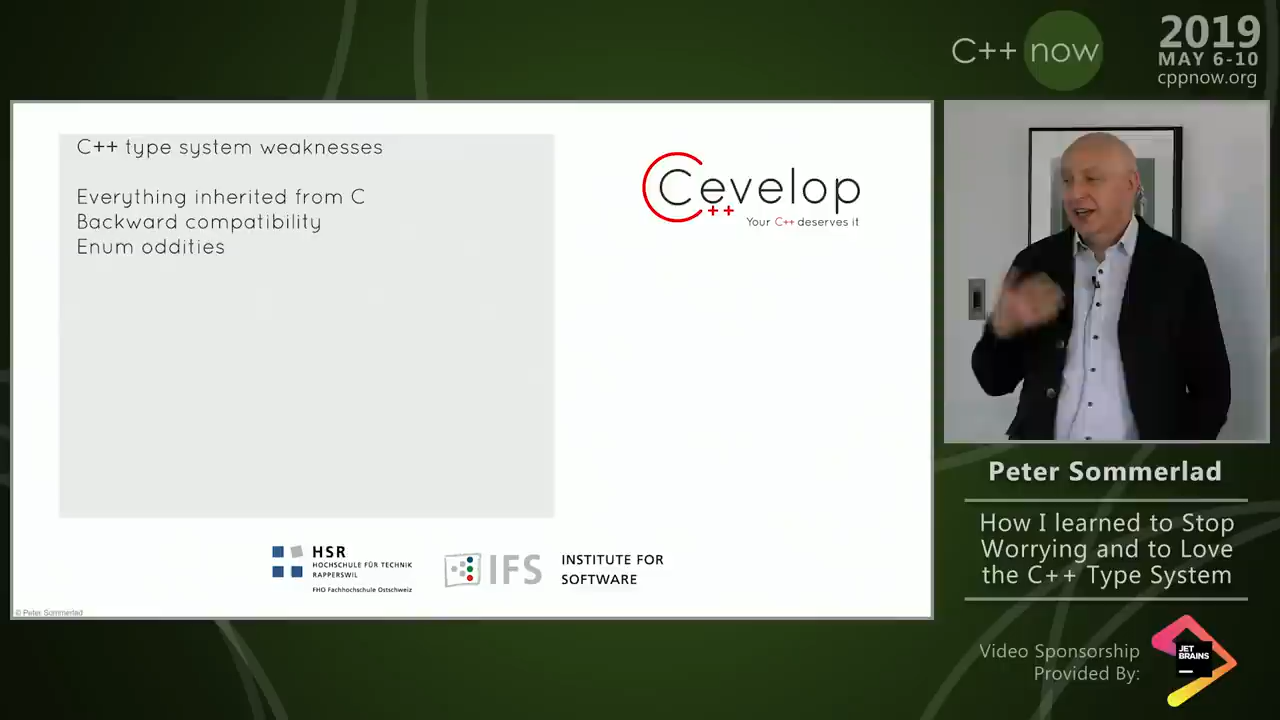 C++ now
2019
MAY 6-10
cppnow.org
C++ type system weaknesses
Everything inherited from C
Backward compatibility
Enum oddities
Cevelop
++
Your C++ deserves it
HSR
HOCHSCHULE FÜR TECHNIK
RAPPERSWIL
FHO Fachhochschule Ostschweiz
IFS
INSTITUTE FOR
SOFTWARE
© Peter Sommerlad
Peter Sommerlad
How I learned to Stop
Worrying and to Love
the C++ Type System
Video Sponsorship
Provided By:
JET
BRAINS